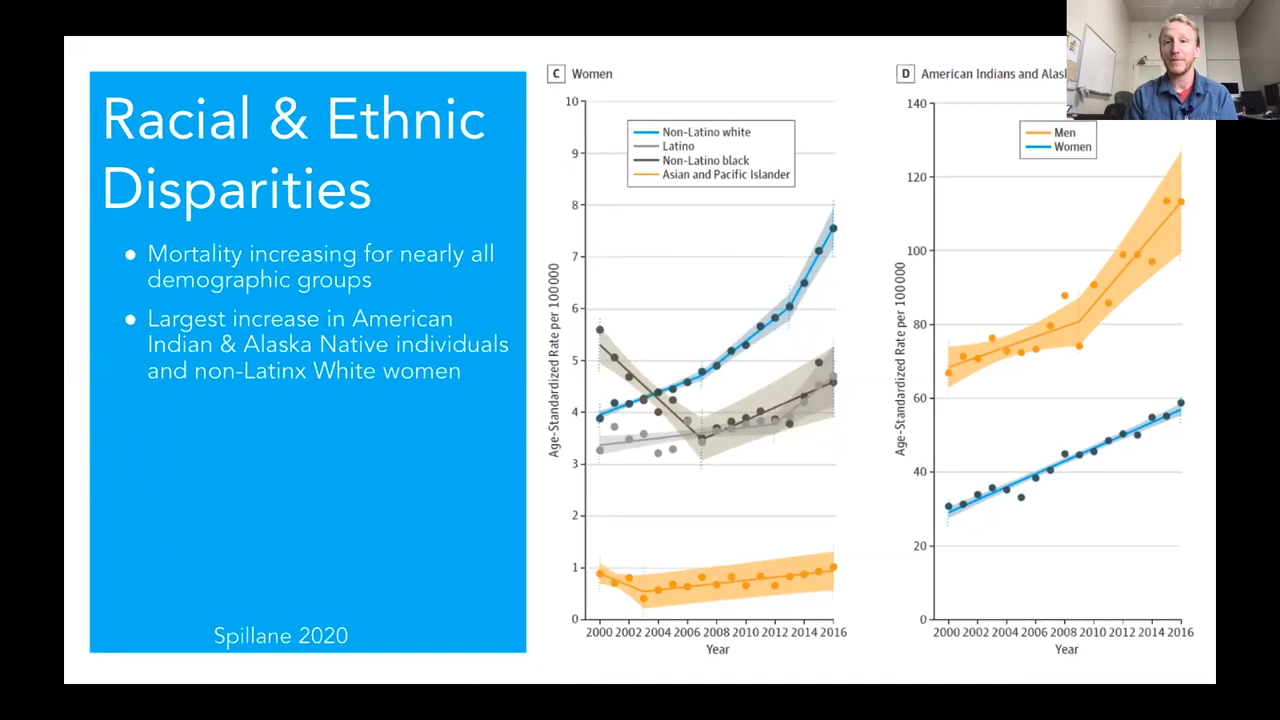 Racial & Ethnic
Disparities
● Mortality increasing for nearly all
demographic groups
● Largest increase in American
Indian & Alaska Native individuals
and non-Latinx White women
Spillane 2020
C Women
Age-Standardized Rate per 100 000
10
9
8
7
6
5
4
3
2
1
0
Non-Latino white
Latino
Non-Latino black
Asian and Pacific Islander
2000 2002 2004 2006 2008 2010 2012 2014 2016
Year
D American Indians and
Age-Standardized Rate per 100 000
140
120
100
80
60
40
20
0
Men
Women
2000 2002 2004 2006 2008 2010 2012 2014 2016
Year